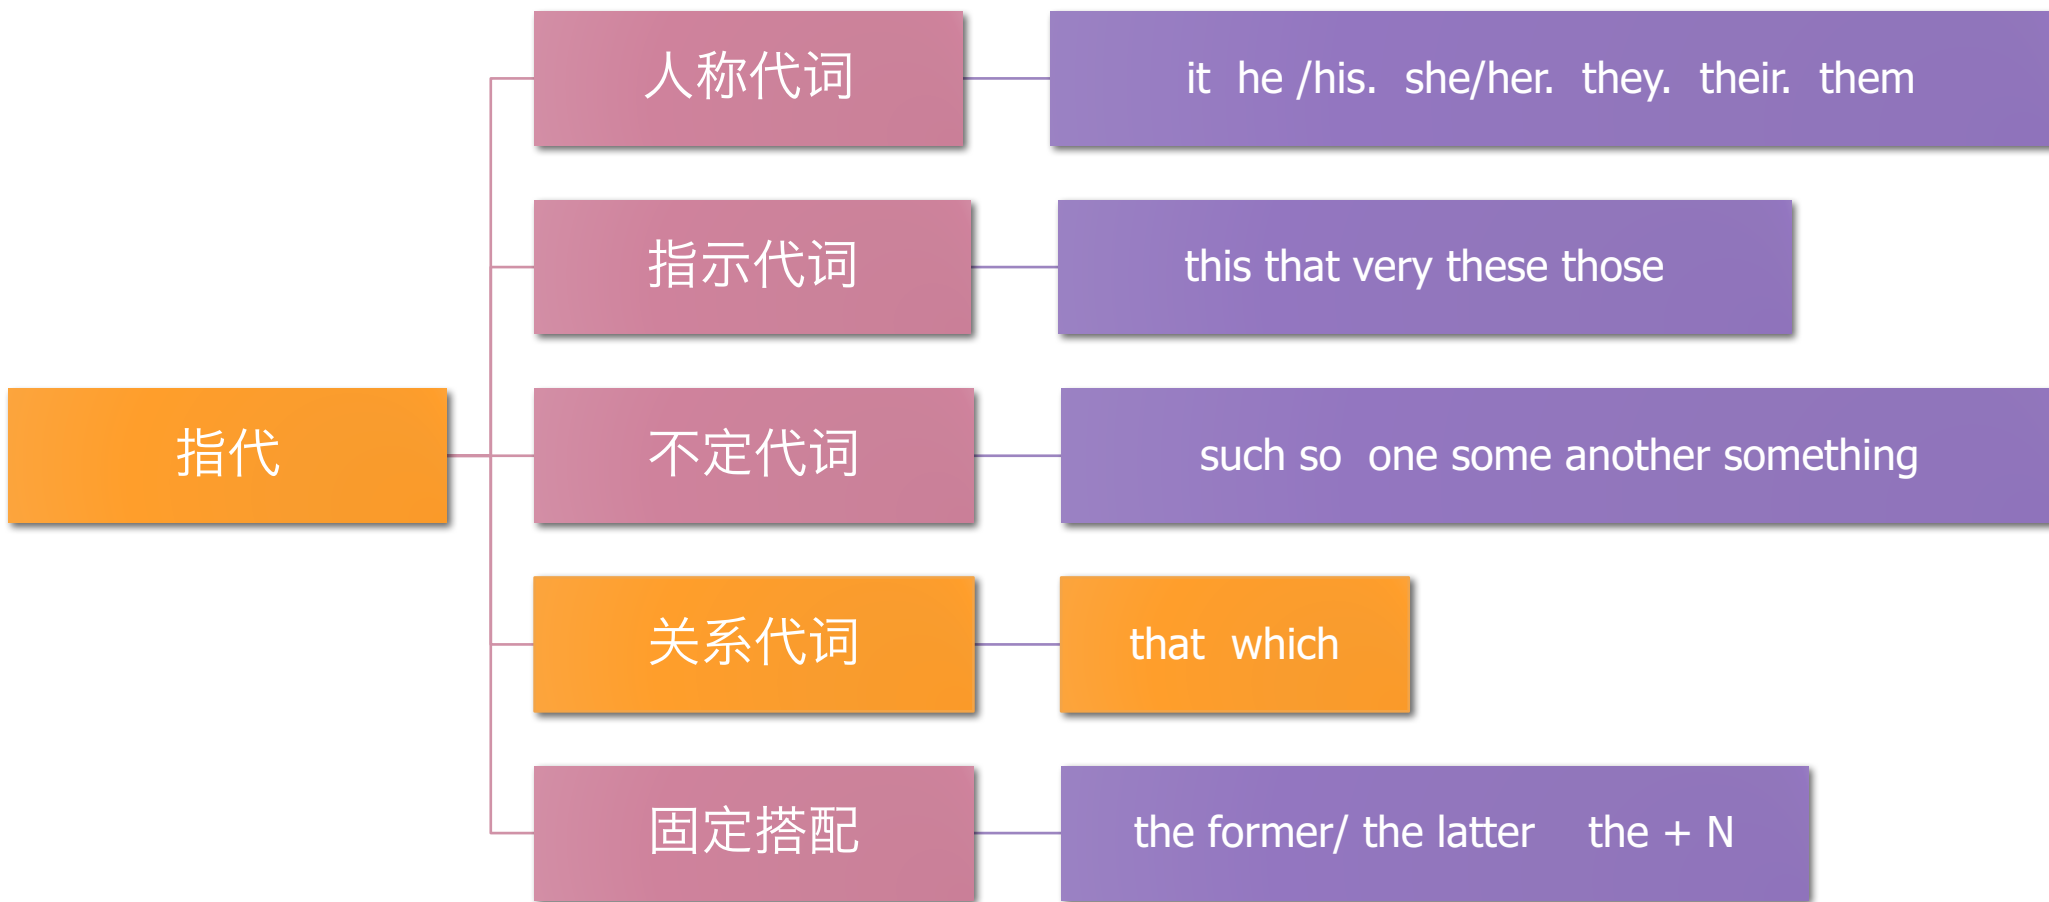 人称代词
it he /his. she/her. they. their. them
指示代词
this that very these those
指代
不定代词
such so one some another something
关系代词
that which
固定搭配
the former/ the latter the + N